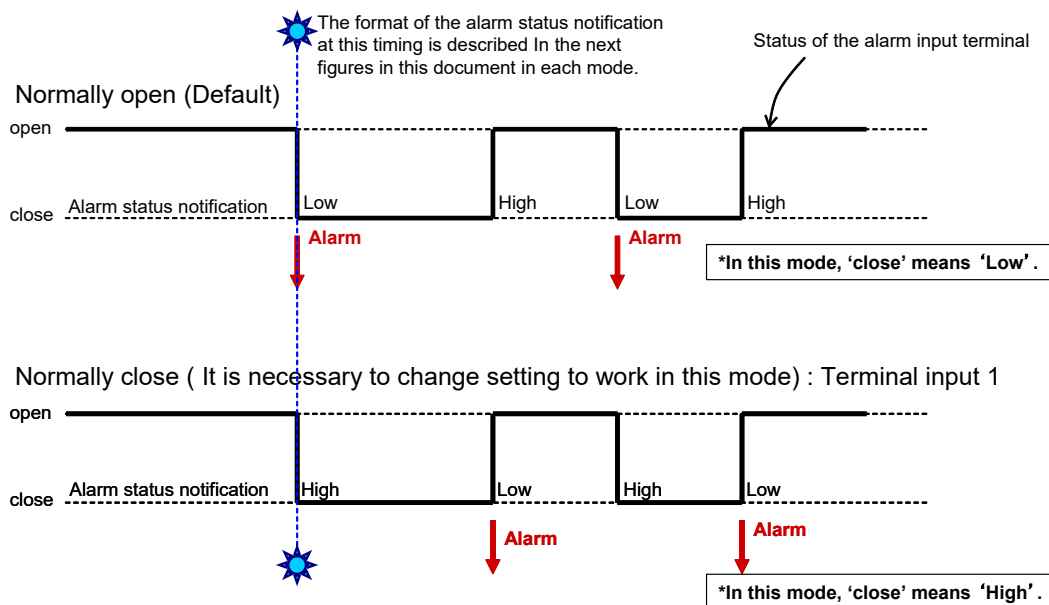 The format of the alarm status notification
at this timing is described In the next
figures in this document in each mode.
Status of the alarm input terminal
Normally open (Default)
open
Alarm status notification
Low
High
Low
High
close
Alarm
Alarm
*In this mode, ‘close’ means ‘Low’.
Normally close ( It is necessary to change setting to work in this mode) : Terminal input 1
open
Alarm status notification
High
Low
High
Low
close
Alarm
Alarm
*In this mode, ‘close’ means ‘High’.